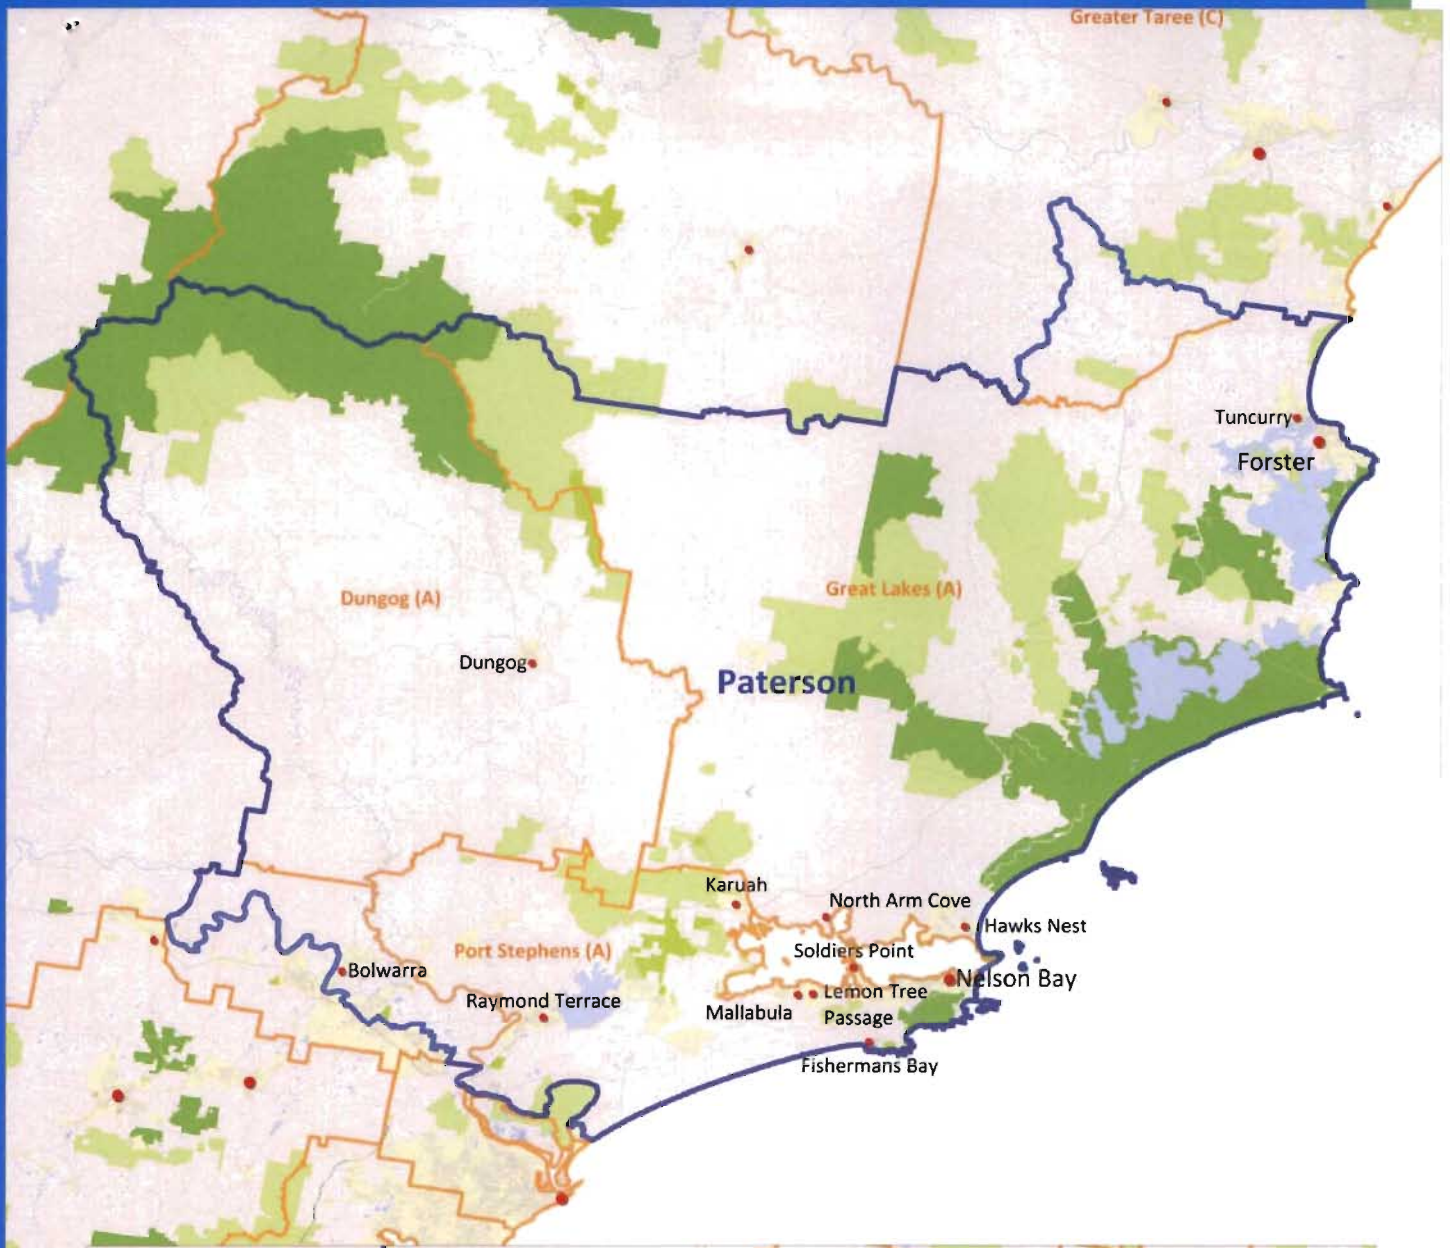 Greater Taree (C)
Tuncurry
Forster
Dungog (A)
Great Lakes (A)
Dungog
Paterson
Karuah
North Arm Cove
Hawks Nest
Port Stephens (A)
Soldiers Point
Bolwarra
Nelson Bay
Raymond Terrace
Mallabula
Lemon Tree
Passage
Fishermans Bay